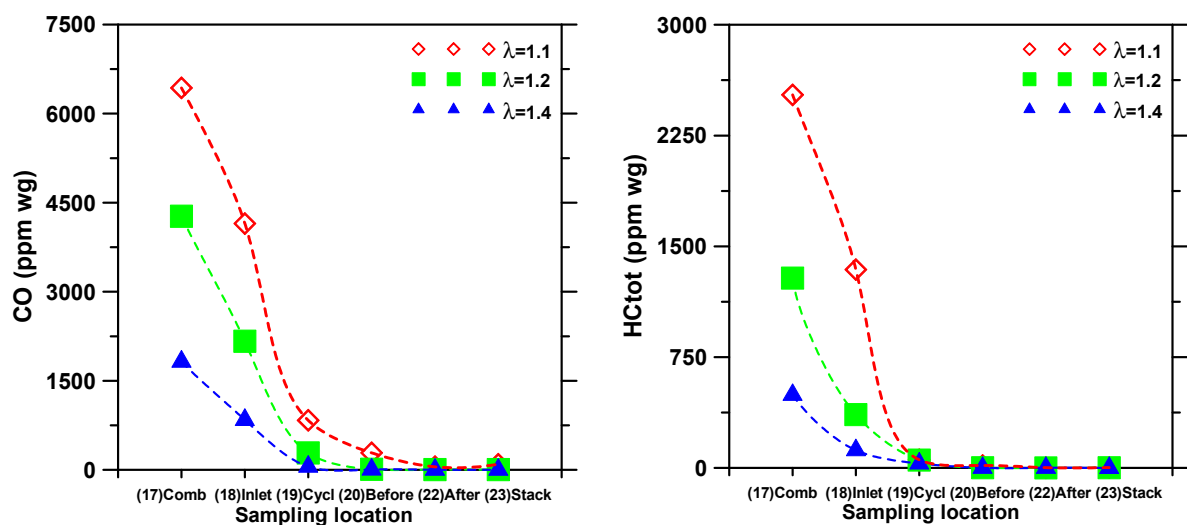 7500
6000
4500
3000
1500
0
CO (ppm wg)
λ=1.1
λ=1.2
λ=1.4
(17)Comb (18)Inlet (19)Cycl (20)Before (22)After (23)Stack
Sampling location
3000
2250
1500
750
0
HCtot (ppm wg)
λ=1.1
λ=1.2
λ=1.4
(17)Comb (18)Inlet (19)Cycl (20)Before (22)After (23)Stack
Sampling location